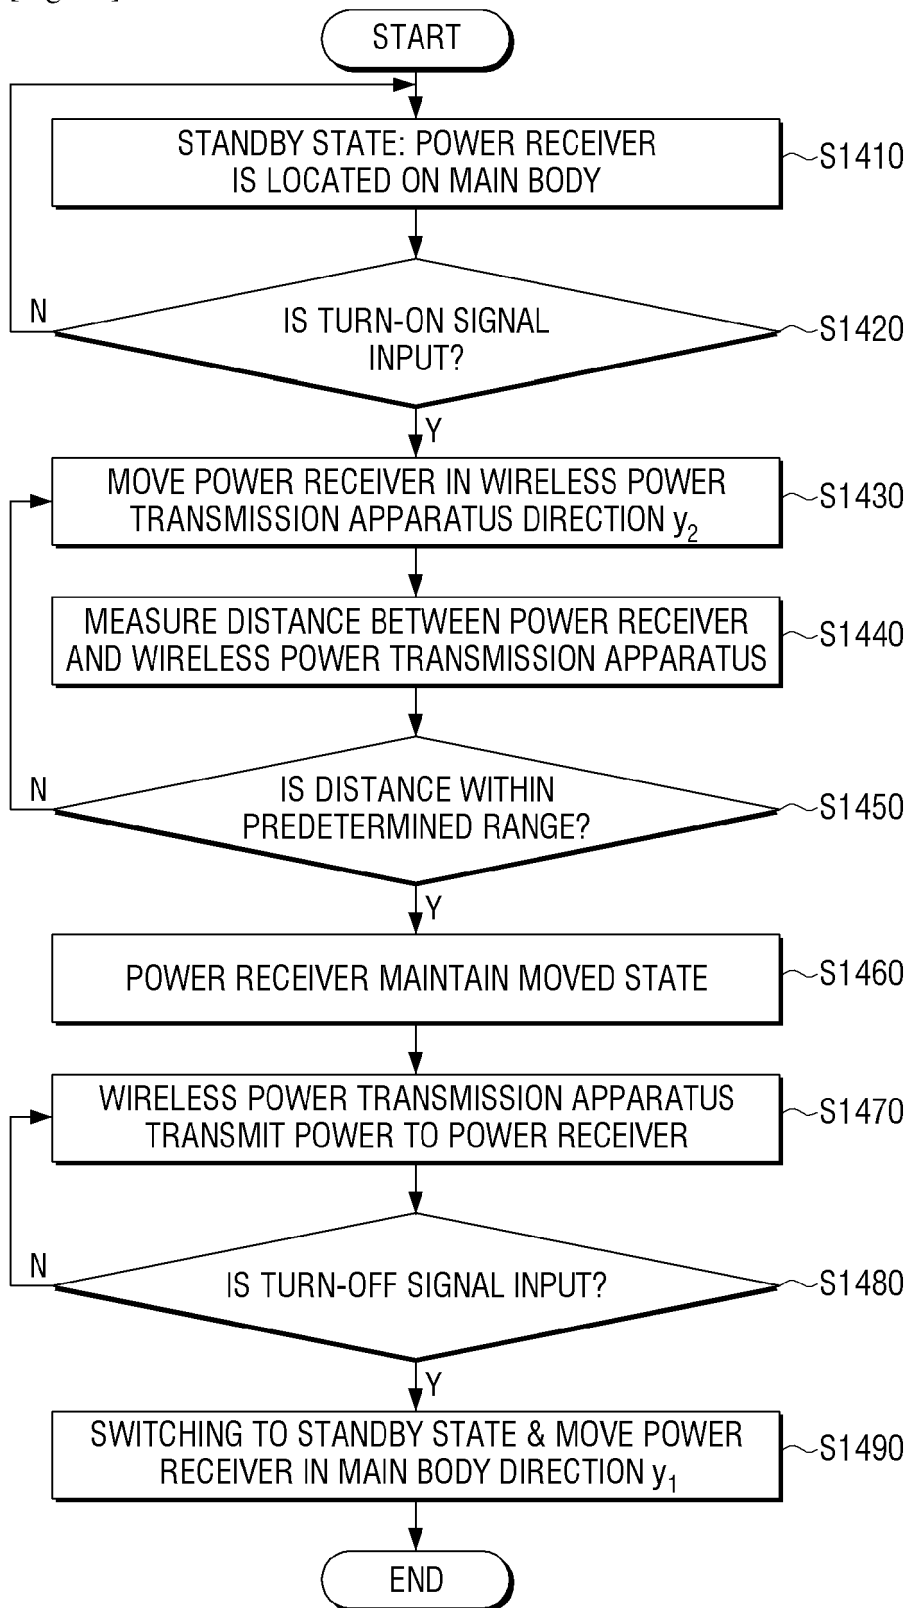 START
STANDBY STATE: POWER RECEIVER
IS LOCATED ON MAIN BODY
S1410
IS TURN-ON SIGNAL
INPUT?
S1420
N
Y
MOVE POWER RECEIVER IN WIRELESS POWER
TRANSMISSION APPARATUS DIRECTION y₂
S1430
MEASURE DISTANCE BETWEEN POWER RECEIVER
AND WIRELESS POWER TRANSMISSION APPARATUS
S1440
IS DISTANCE WITHIN
PREDETERMINED RANGE?
S1450
N
Y
POWER RECEIVER MAINTAIN MOVED STATE
S1460
WIRELESS POWER TRANSMISSION APPARATUS
TRANSMIT POWER TO POWER RECEIVER
S1470
IS TURN-OFF SIGNAL INPUT?
S1480
N
Y
SWITCHING TO STANDBY STATE & MOVE POWER
RECEIVER IN MAIN BODY DIRECTION y₁
S1490
END